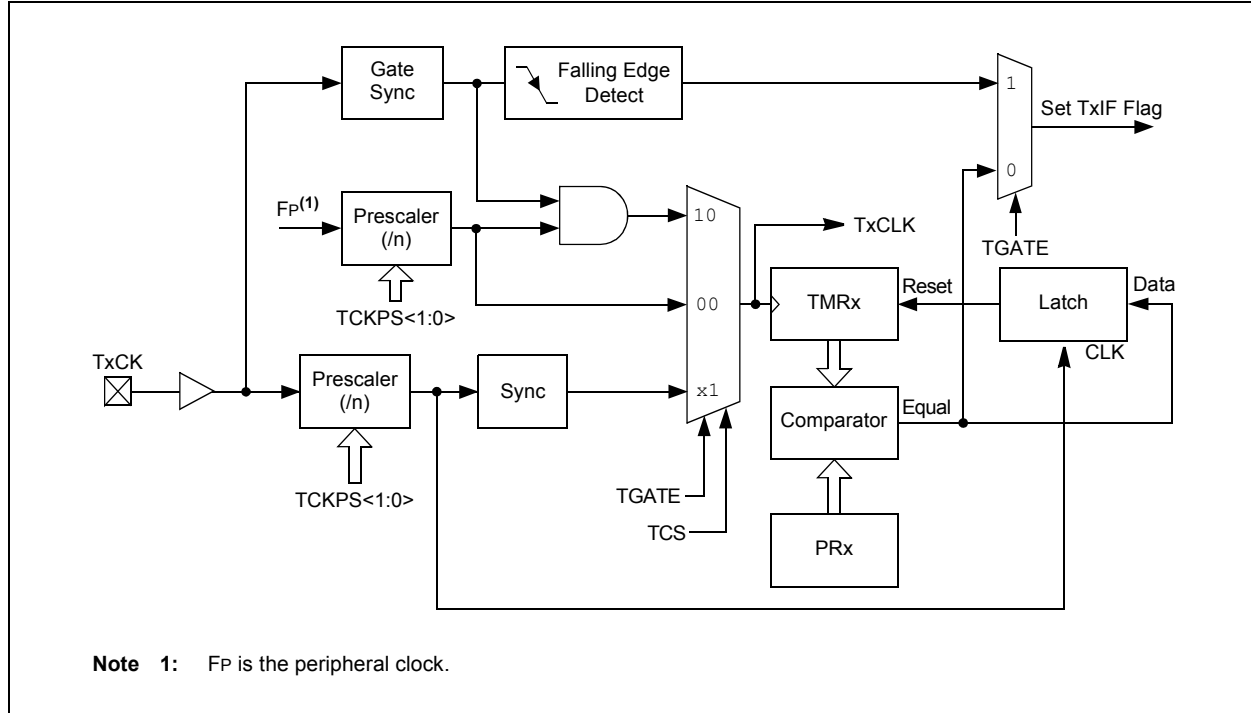 Gate
Sync
Falling Edge
Detect
1
Set TxIF Flag
0
FP(1)
Prescaler
(/n)
10
TxCLK
TGATE
TCKPS<1:0>
00
TMRx
Reset
Latch
Data
CLK
TxCK
Prescaler
(/n)
Sync
x1
Comparator
Equal
TCKPS<1:0>
TGATE
TCS
PRx
Note 1: FP is the peripheral clock.